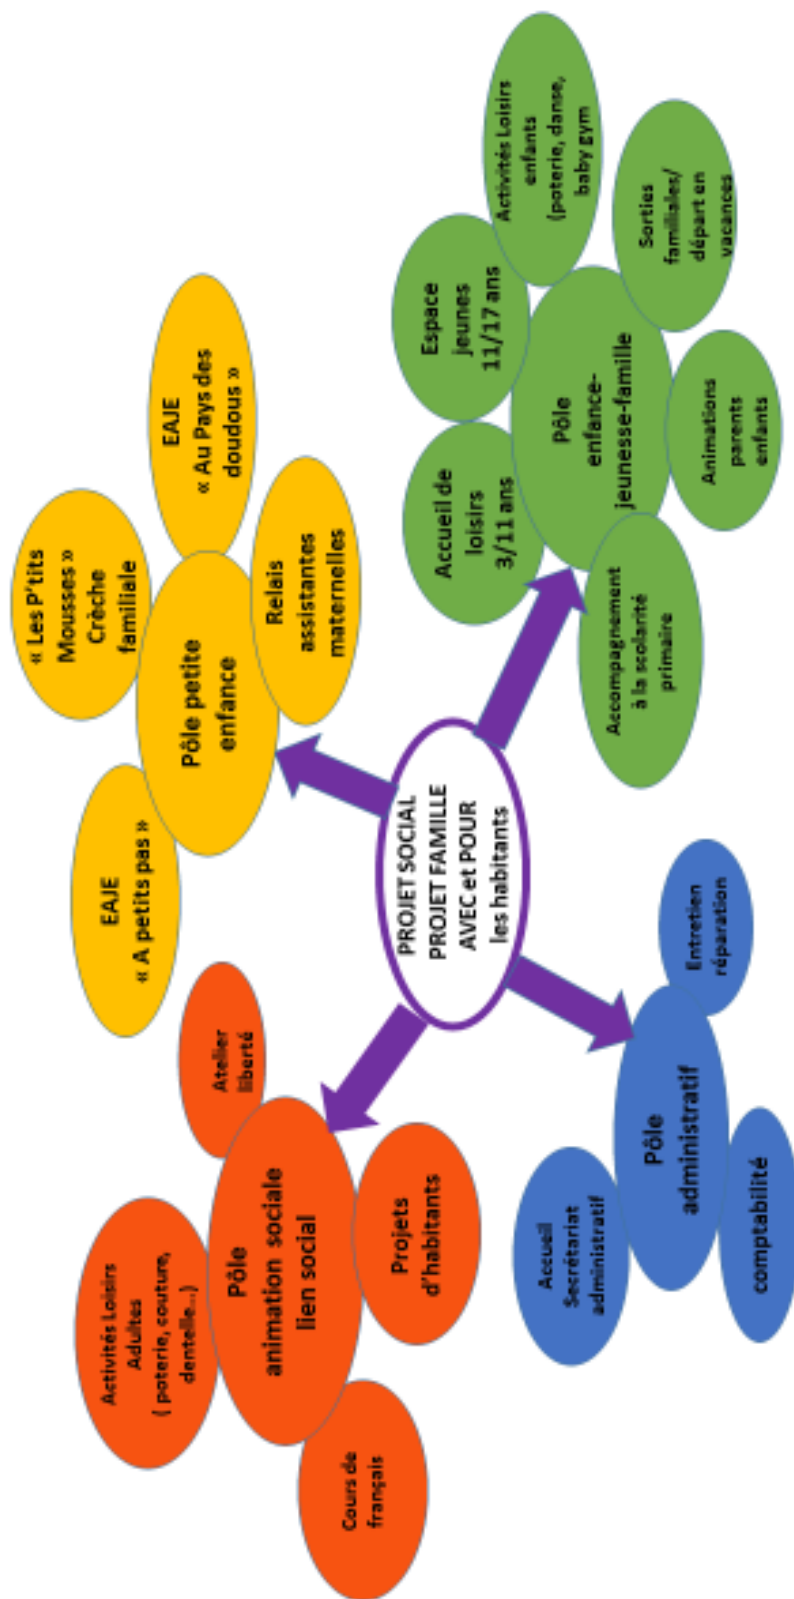 Activités Loisirs
Adultes
( poterie, couture,
dentelle...)
Atelier
liberté
Pôle
animation sociale
lien social
Cours de
français
Projets
d'habitants
EAJE
« A petits pas »
« Les P'tits
Mousses »
Crèche
familiale
EAJE
« Au Pays des
doudous »
Pôle petite
enfance
Relais
assistantes
maternelles
PROJET SOCIAL
PROJET FAMILLE
AVEC et POUR
les habitants
Accueil
Secrétariat
administratif
Pôle
administratif
Entretien
réparation
comptabilité
Accueil de
loisirs
3/11 ans
Espace
jeunes
11/17 ans
Activités Loisirs
enfants
(poterie, danse,
baby gym
Pôle
enfance-
jeunesse-famille
Accompagnement
à la scolarité
primaire
Animations
parents
enfants
Sorties
familiales/
départ en
vacances